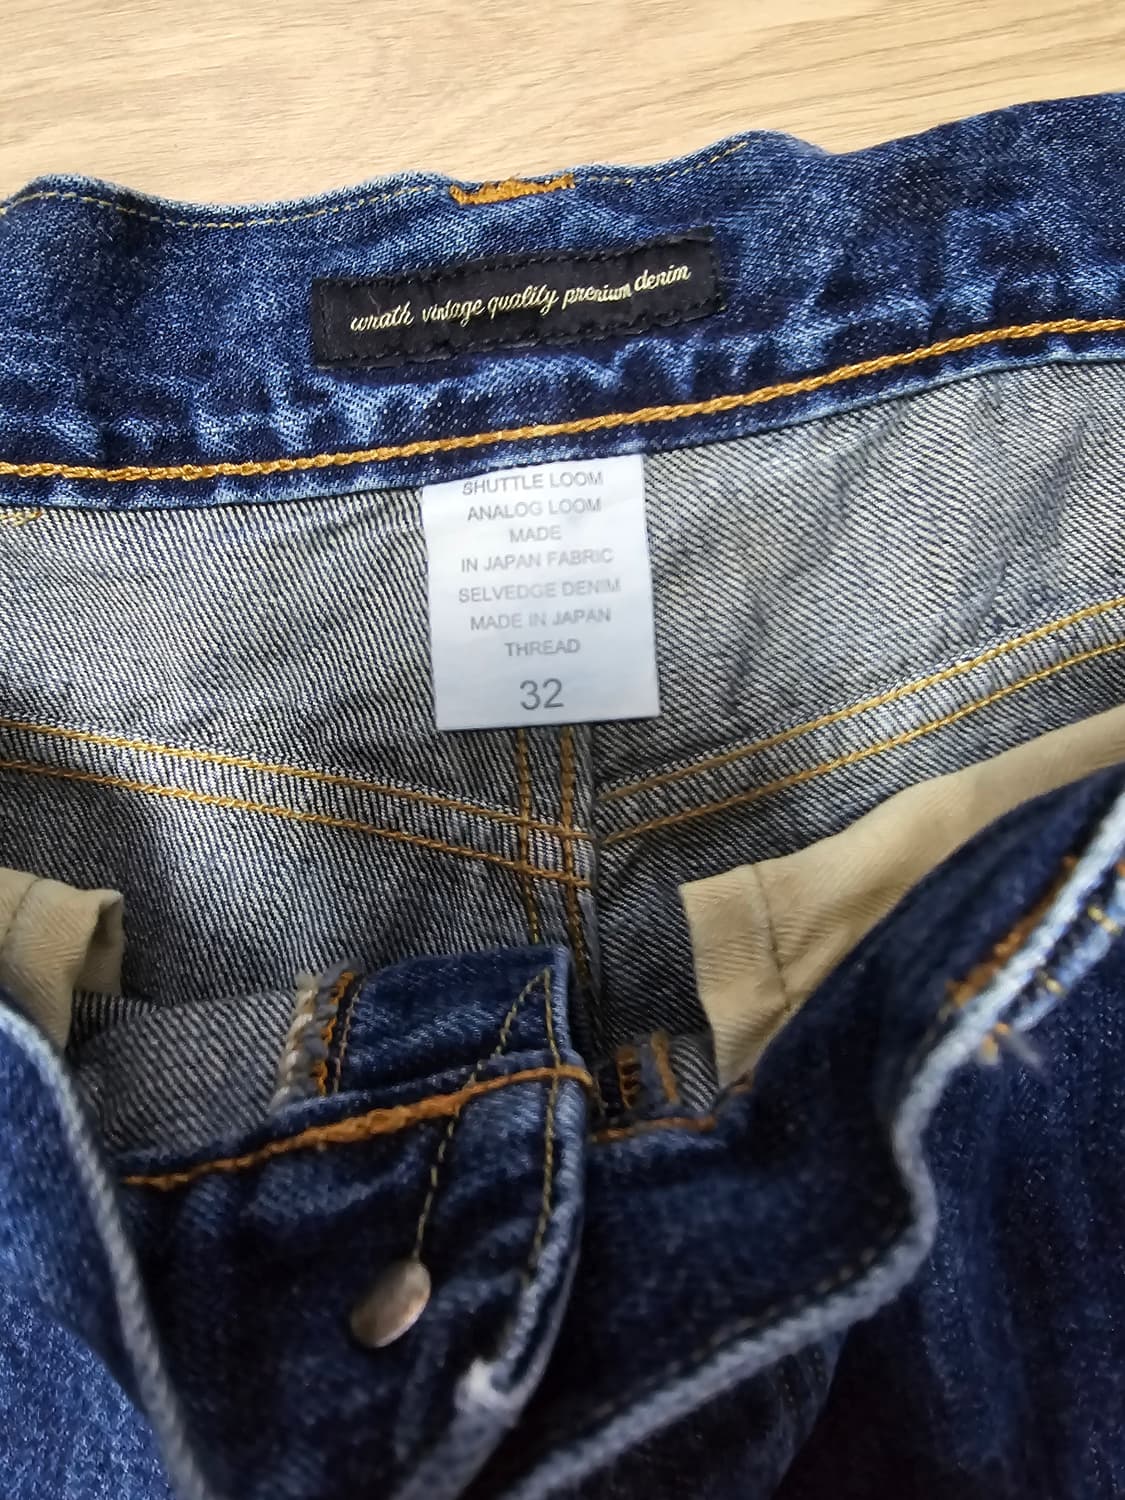 wrath vintage quality premium denim
SHUTTLE LOOM
ANALOG LOOM
MADE
IN JAPAN FABRIC
SELVEDGE DENIM
MADE IN JAPAN
THREAD
32